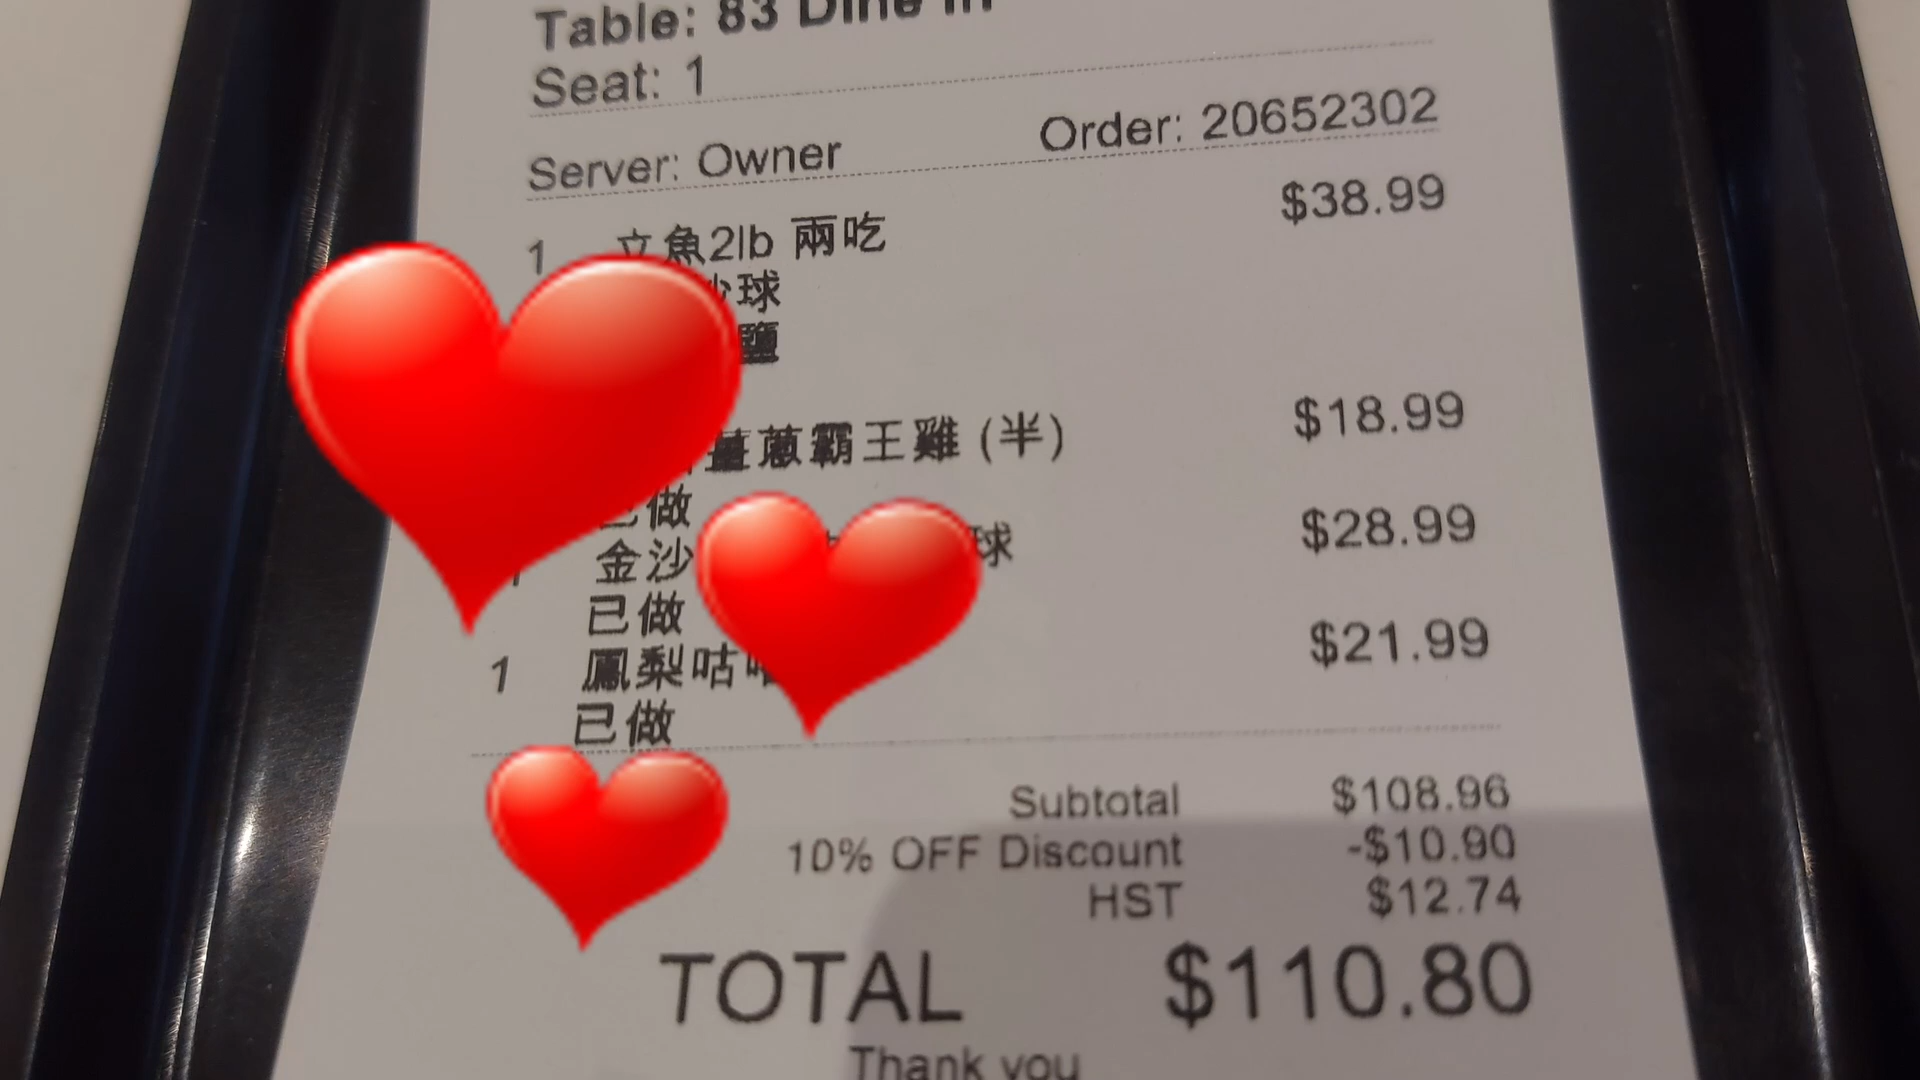 Table: 83 Dine In
Seat: 1
Server: Owner Order: 20652302
1 立魚2lb 兩吃 $38.99
球
鹽
薑蔥霸王雞 (半) $18.99
已做
金沙 球 $28.99
已做
1 鳳梨咕 $21.99
已做
Subtotal $108.96
10% OFF Discount -$10.90
HST $12.74
TOTAL $110.80
Thank you